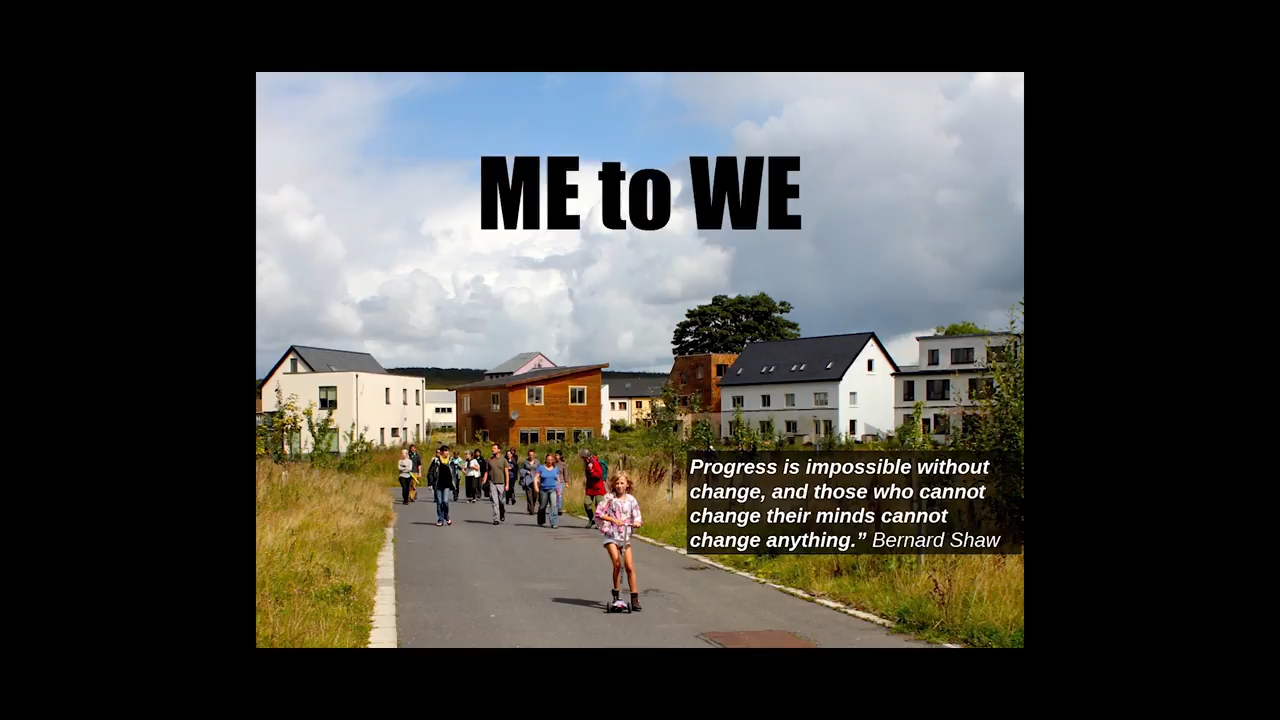 ME to WE
Progress is impossible without
change, and those who cannot
change their minds cannot
change anything.” Bernard Shaw